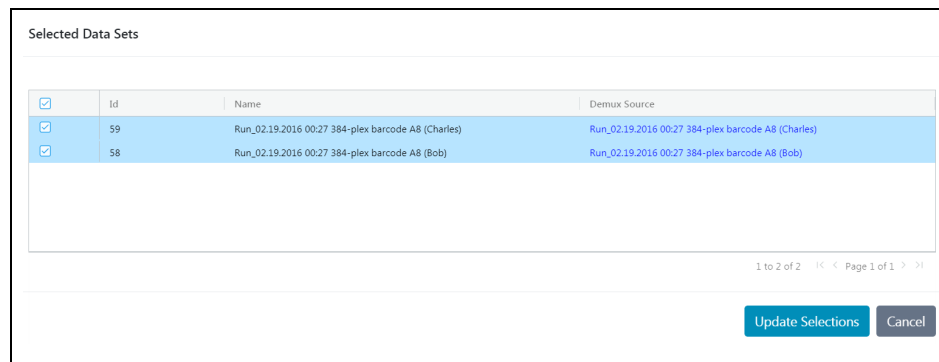 Selected Data Sets
Id Name Demux Source
59 Run_02.19.2016 00:27 384-plex barcode A8 (Charles) Run_02.19.2016 00:27 384-plex barcode A8 (Charles)
58 Run_02.19.2016 00:27 384-plex barcode A8 (Bob) Run_02.19.2016 00:27 384-plex barcode A8 (Bob)
1 to 2 of 2 Page 1 of 1
Update Selections Cancel